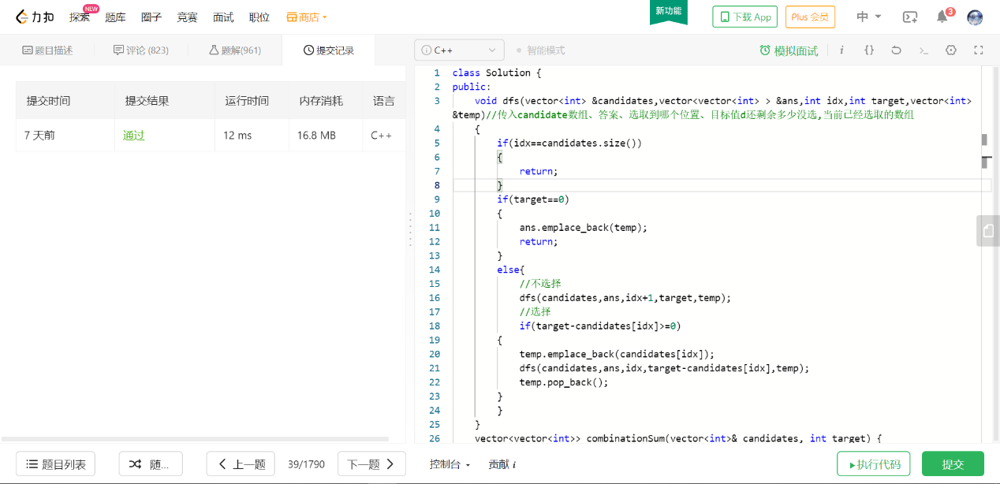 力扣 探索 NEW 题库 圈子 竞赛 面试 职位 商店 新功能 下载 App Plus 会员 中 3
题目描述 评论 (823) 题解(961) 提交记录 C++ 智能模式 模拟面试 i {}
提交时间 提交结果 运行时间 内存消耗 语言
7 天前 通过 12 ms 16.8 MB C++
1 class Solution {
2 public:
3 void dfs(vector<int> &candidates,vector<vector<int> > &ans,int idx,int target,vector<int>
&temp)//传入candidate数组、答案、选取到哪个位置、目标值d还剩余多少没选,当前已经选取的数组
4 {
5 if(idx==candidates.size())
6 {
7 return;
8 }
9 if(target==0)
10 {
11 ans.emplace_back(temp);
12 return;
13 }
14 else{
15 //不选择
16 dfs(candidates,ans,idx+1,target,temp);
17 //选择
18 if(target-candidates[idx]>=0)
19 {
20 temp.emplace_back(candidates[idx]);
21 dfs(candidates,ans,idx,target-candidates[idx],temp);
22 temp.pop_back();
23 }
24 }
25 }
26 vector<vector<int>> combinationSum(vector<int>& candidates, int target) {
题目列表 随... 上一题 39/1790 下一题 控制台 贡献 i 执行代码 提交